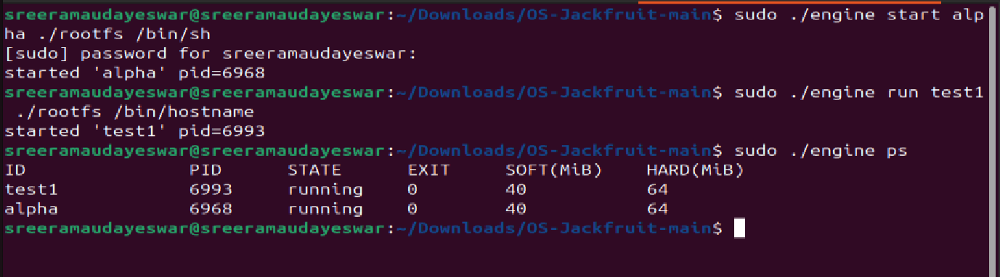 sreeramaudayeswar@sreeramaudayeswar:~/Downloads/OS-Jackfruit-main$ sudo ./engine start alp
ha ./rootfs /bin/sh
[sudo] password for sreeramaudayeswar:
started 'alpha' pid=6968
sreeramaudayeswar@sreeramaudayeswar:~/Downloads/OS-Jackfruit-main$ sudo ./engine run test1
 ./rootfs /bin/hostname
started 'test1' pid=6993
sreeramaudayeswar@sreeramaudayeswar:~/Downloads/OS-Jackfruit-main$ sudo ./engine ps
ID PID STATE EXIT SOFT(MiB) HARD(MiB)
test1 6993 running 0 40 64
alpha 6968 running 0 40 64
sreeramaudayeswar@sreeramaudayeswar:~/Downloads/OS-Jackfruit-main$